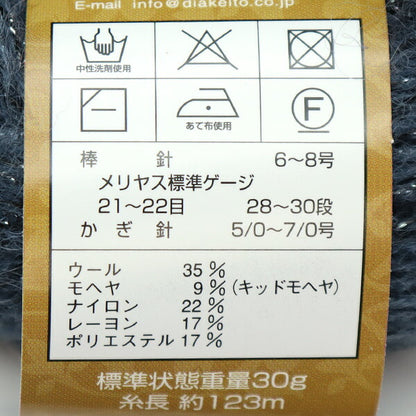 E-mail info@diakeito.co.jp
中性洗剤使用
あて布使用
F
棒針 6〜8号
メリヤス標準ゲージ
21〜22目 28〜30段
かぎ針 5/0〜7/0号
ウール 35%
モヘヤ 9%(キッドモヘヤ)
ナイロン 22%
レーヨン 17%
ポリエステル 17%
標準状態重量30g
糸長 約123m